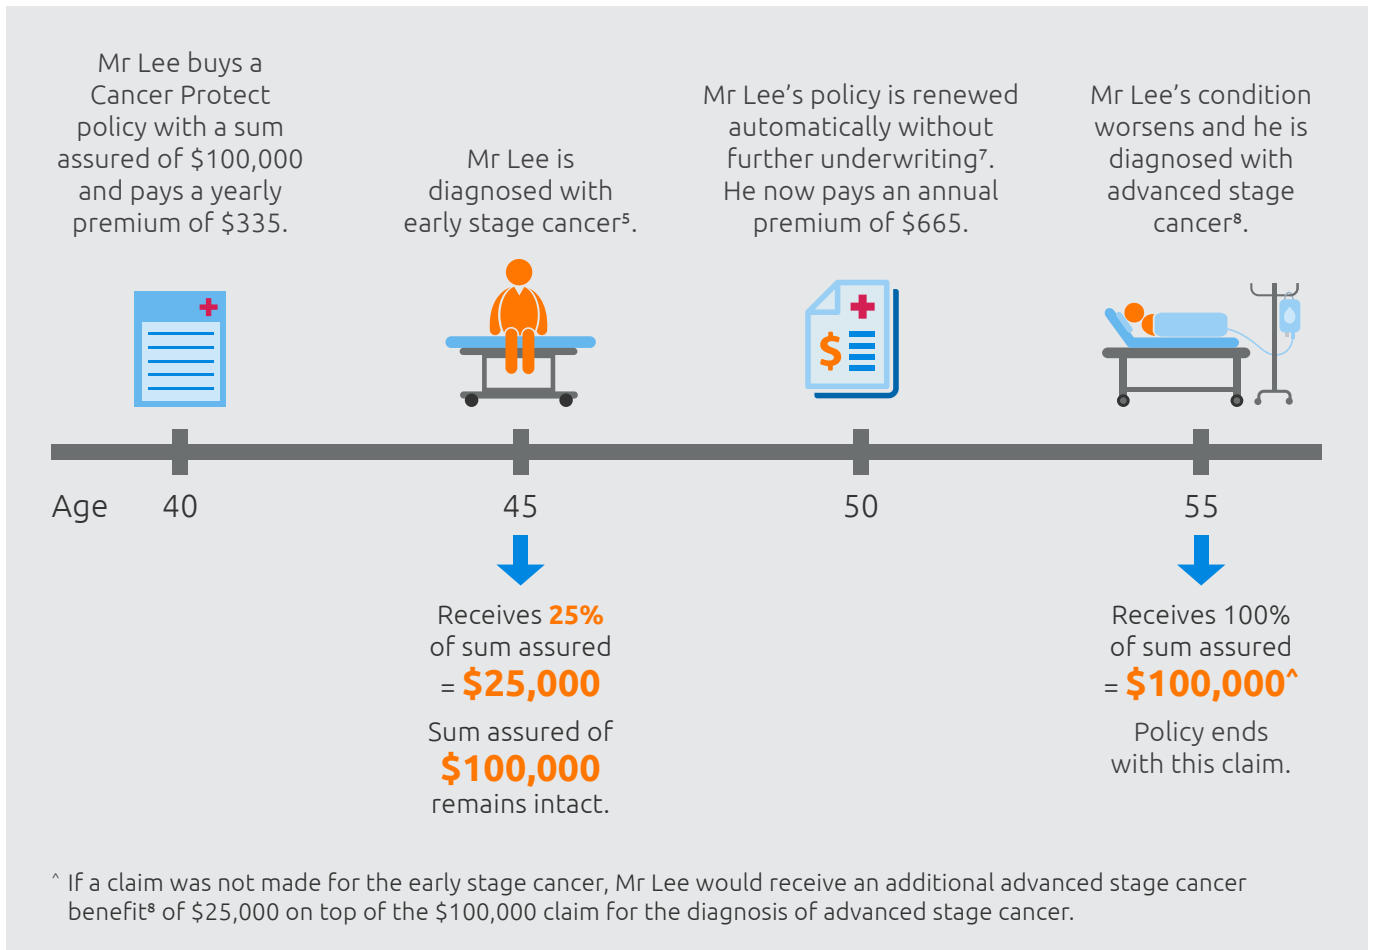 Mr Lee buys a
Cancer Protect
policy with a sum
assured of $100,000
and pays a yearly
premium of $335.
Mr Lee is
diagnosed with
early stage cancer⁵.
Mr Lee’s policy is renewed
automatically without
further underwriting⁷.
He now pays an annual
premium of $665.
Mr Lee’s condition
worsens and he is
diagnosed with
advanced stage
cancer⁸.
$
Age 40 45 50 55
Receives 25%
of sum assured
= $25,000
Sum assured of
$100,000
remains intact.
Receives 100%
of sum assured
= $100,000^
Policy ends
with this claim.
^ If a claim was not made for the early stage cancer, Mr Lee would receive an additional advanced stage cancer
benefit⁸ of $25,000 on top of the $100,000 claim for the diagnosis of advanced stage cancer.